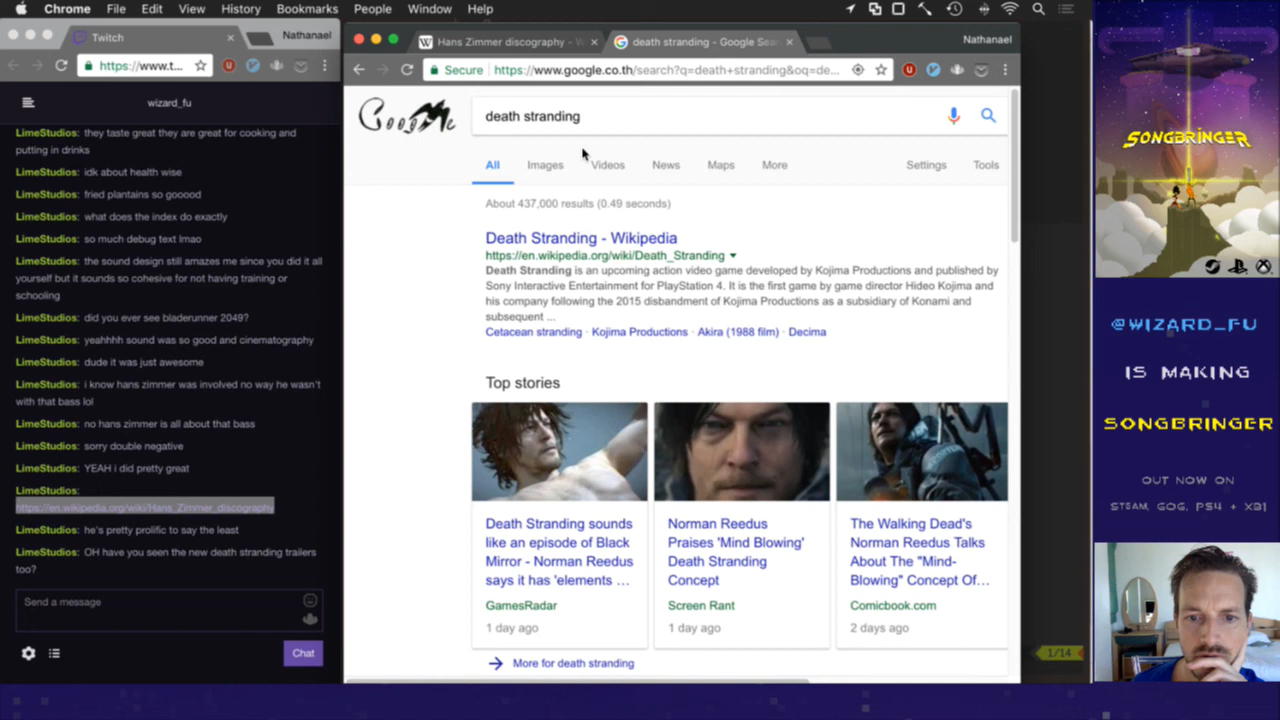 Chrome File Edit View History Bookmarks People Window Help
Twitch
Nathanael
https://www.t...
wizard_fu
LimeStudios: they taste great they are great for cooking and
putting in drinks
LimeStudios: idk about health wise
LimeStudios: fried plantains so gooood
LimeStudios: what does the index do exactly
LimeStudios: so much debug text lmao
LimeStudios: the sound design still amazes me since you did it all
yourself but it sounds so cohesive for not having training or
schooling
LimeStudios: did you ever see bladerunner 2049?
LimeStudios: yeahhhh sound was so good and cinematography
LimeStudios: dude it was just awesome
LimeStudios: i know hans zimmer was involved no way he wasn't
with that bass lol
LimeStudios: no hans zimmer is all about that bass
LimeStudios: sorry double negative
LimeStudios: YEAH i did pretty great
LimeStudios:
https://en.wikipedia.org/wiki/Hans_Zimmer_discography
LimeStudios: he's pretty prolific to say the least
LimeStudios: OH have you seen the new death stranding trailers
too?
Send a message
Chat
Hans Zimmer discography - W
death stranding - Google Sear
Nathanael
Secure https://www.google.co.th/search?q=death+stranding&oq=de...
death stranding
All Images Videos News Maps More Settings Tools
About 437,000 results (0.49 seconds)
Death Stranding - Wikipedia
https://en.wikipedia.org/wiki/Death_Stranding
Death Stranding is an upcoming action video game developed by Kojima Productions and published by
Sony Interactive Entertainment for PlayStation 4. It is the first game by game director Hideo Kojima and
his company following the 2015 disbandment of Kojima Productions as a subsidiary of Konami and
subsequent ...
Cetacean stranding · Kojima Productions · Akira (1988 film) · Decima
Top stories
Death Stranding sounds
like an episode of Black
Mirror - Norman Reedus
says it has 'elements ...
GamesRadar
1 day ago
Norman Reedus
Praises 'Mind Blowing'
Death Stranding
Concept
Screen Rant
1 day ago
The Walking Dead's
Norman Reedus Talks
About The "Mind-
Blowing" Concept Of...
Comicbook.com
2 days ago
More for death stranding
1/14
SONGBRINGER
@WIZARD_FU
IS MAKING
SONGBRINGER
OUT NOW ON
STEAM, GOG, PS4 + XB1